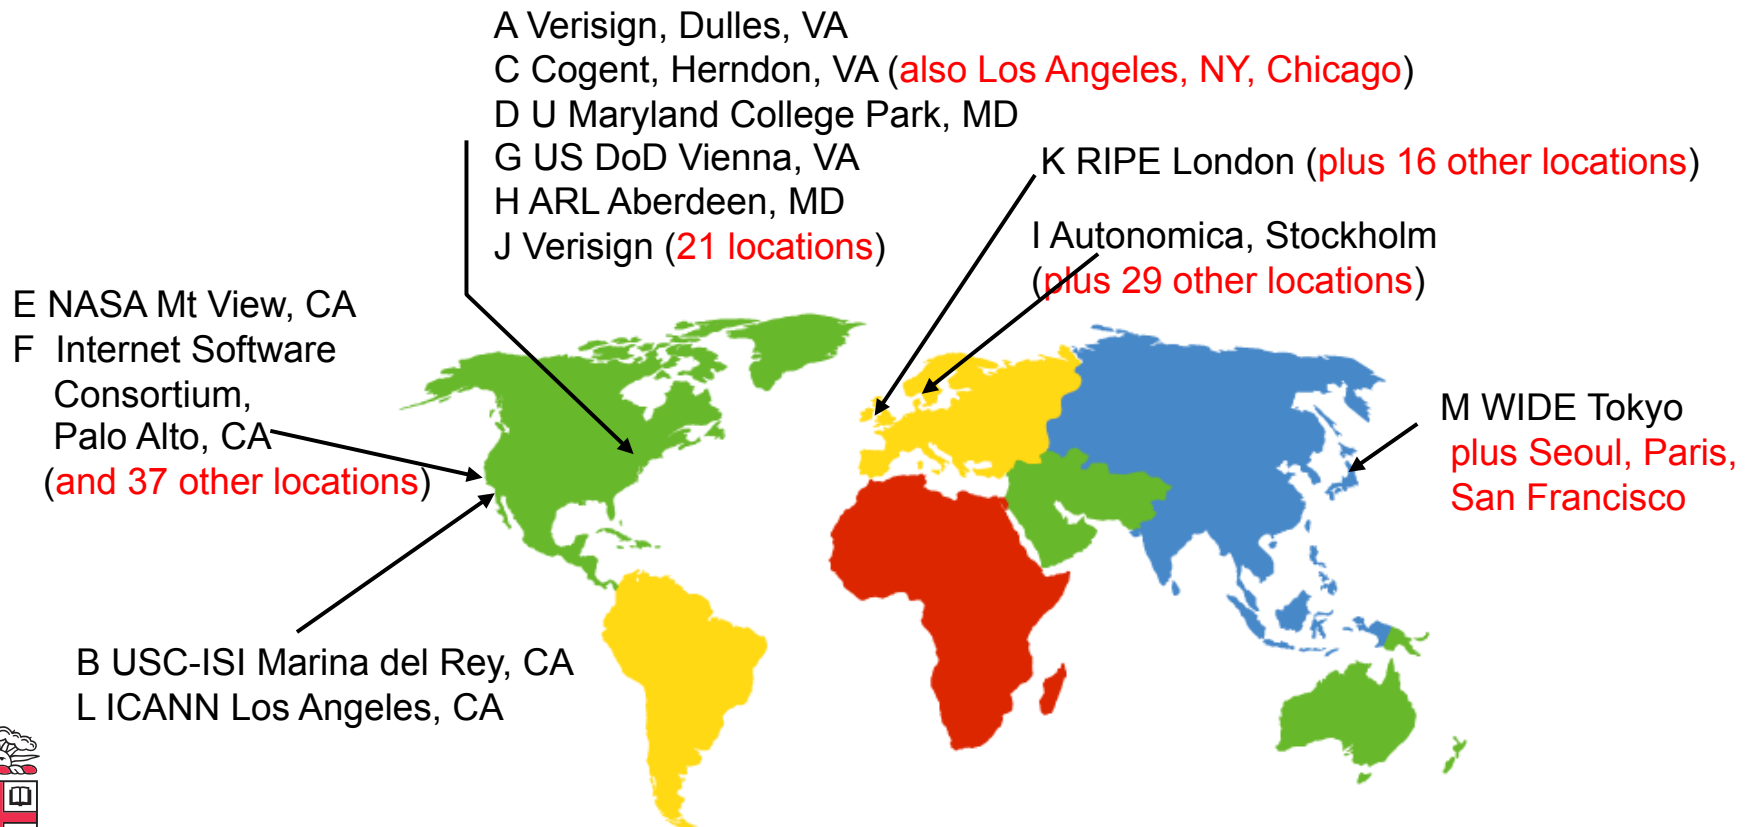 A Verisign, Dulles, VA
C Cogent, Herndon, VA (also Los Angeles, NY, Chicago)
D U Maryland College Park, MD
G US DoD Vienna, VA
H ARL Aberdeen, MD
J Verisign (21 locations)
K RIPE London (plus 16 other locations)
I Autonomica, Stockholm
(plus 29 other locations)
E NASA Mt View, CA
F Internet Software
Consortium,
Palo Alto, CA
(and 37 other locations)
M WIDE Tokyo
plus Seoul, Paris,
San Francisco
B USC-ISI Marina del Rey, CA
L ICANN Los Angeles, CA